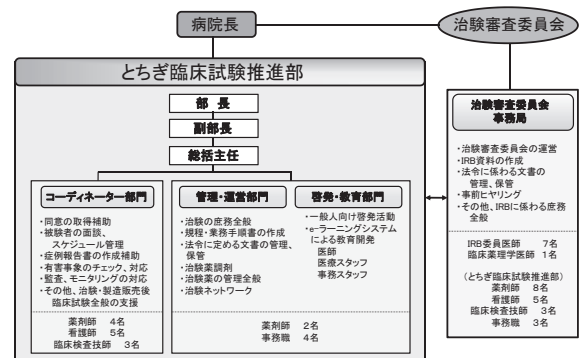 病院長
治験審査委員会
とちぎ臨床試験推進部
部 長
副部長
総括主任
コーディネーター部門
・同意の取得補助
・被験者の面談、
スケジュール管理
・症例報告書の作成補助
・有害事象のチェック、対応
・監査、モニタリングの対応
・その他、治験・製造販売後
臨床試験全般の支援
薬剤師 4名
看護師 5名
臨床検査技師 3名
管理・運営部門
・治験の庶務全般
・規程・業務手順書の作成
・法令に定める文書の管理、
保管
・治験薬調剤
・治験薬の管理全般
・治験ネットワーク
啓発・教育部門
・一般人向け啓発活動
・e-ラーニングシステム
による教育開発
医師
医療スタッフ
事務スタッフ
薬剤師 2名
事務職 4名
治験審査委員会
事務局
・治験審査委員会の運営
・IRB資料の作成
・法令に係わる文書の
管理、保管
・事前ヒヤリング
・その他、IRBに係わる庶務
全般
IRB委員医師 7名
臨床薬理学医師 1名
(とちぎ臨床試験推進部)
薬剤師 8名
看護師 5名
臨床検査技師 3名
事務職 3名